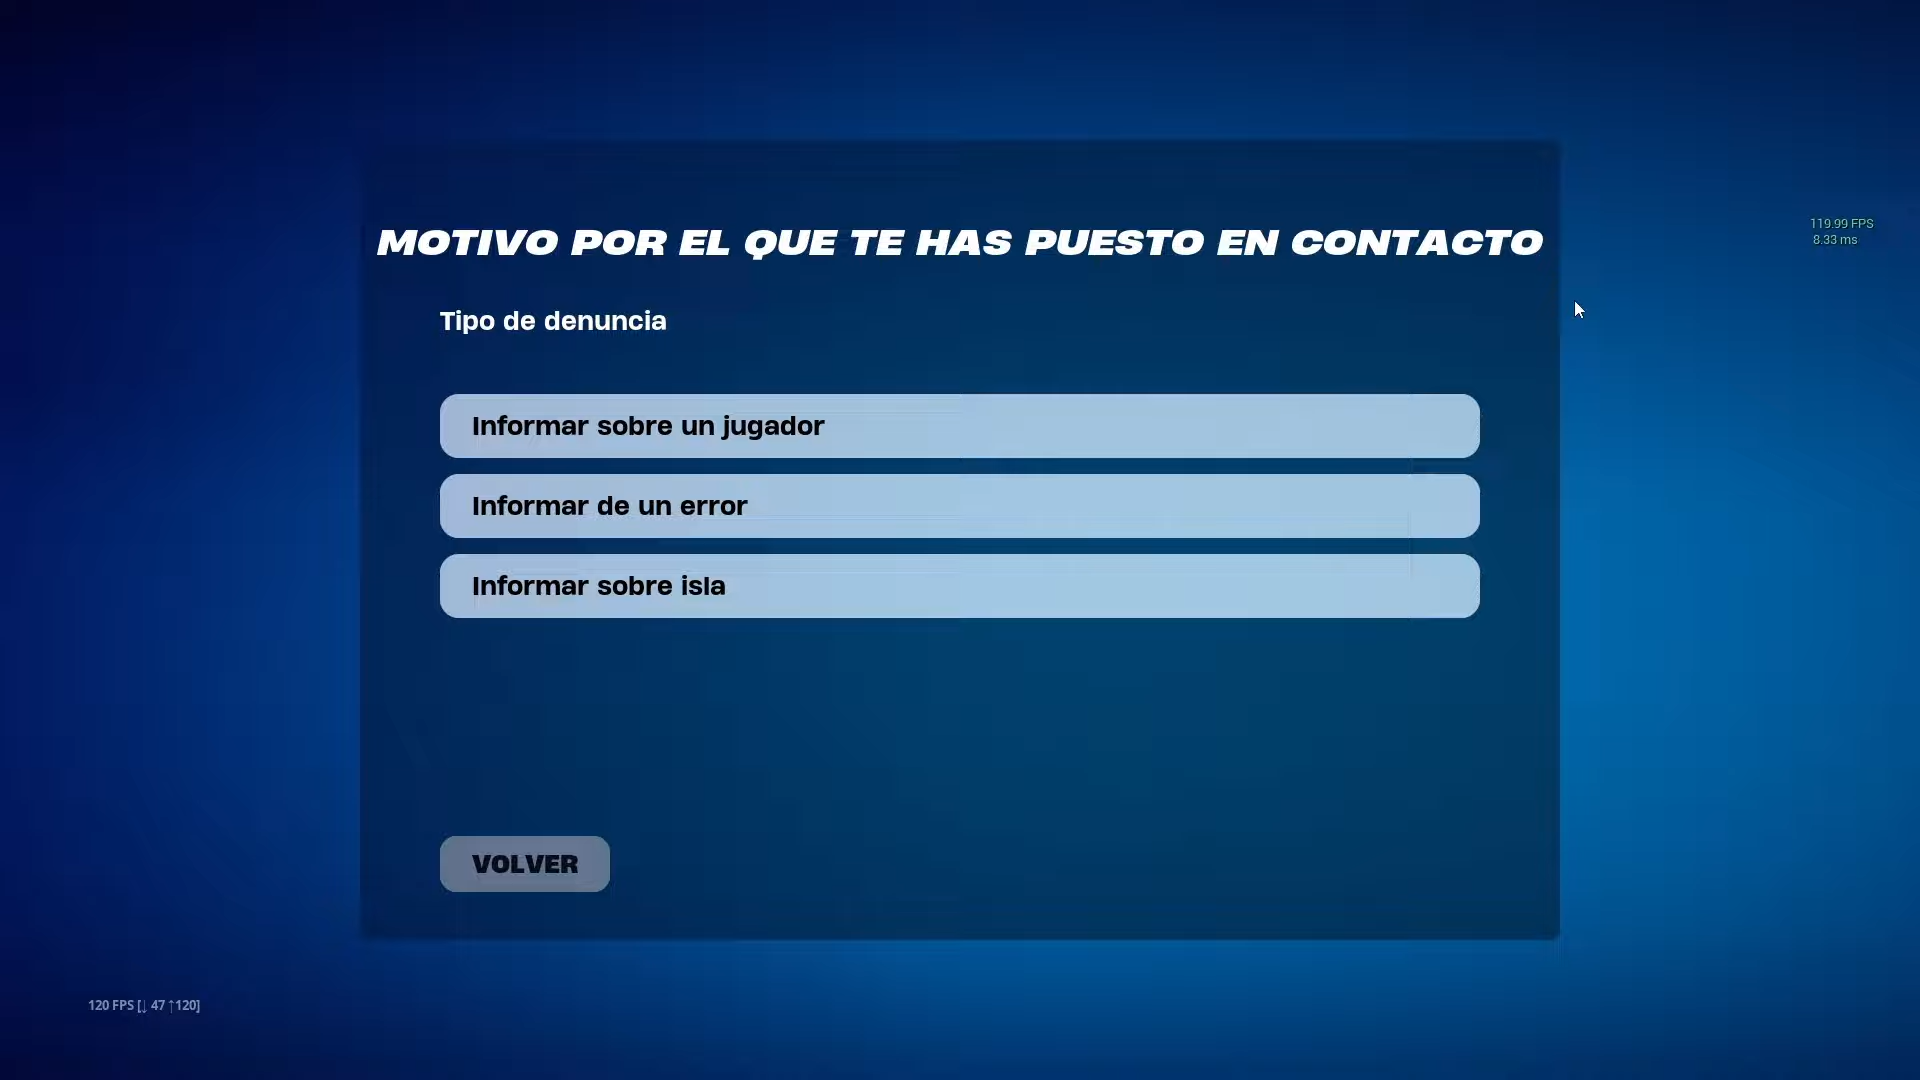 MOTIVO POR EL QUE TE HAS PUESTO EN CONTACTO
119.99 FPS
8.33 ms
Tipo de denuncia
Informar sobre un jugador
Informar de un error
Informar sobre isla
VOLVER
120 FPS [↓ 47 ↑120]